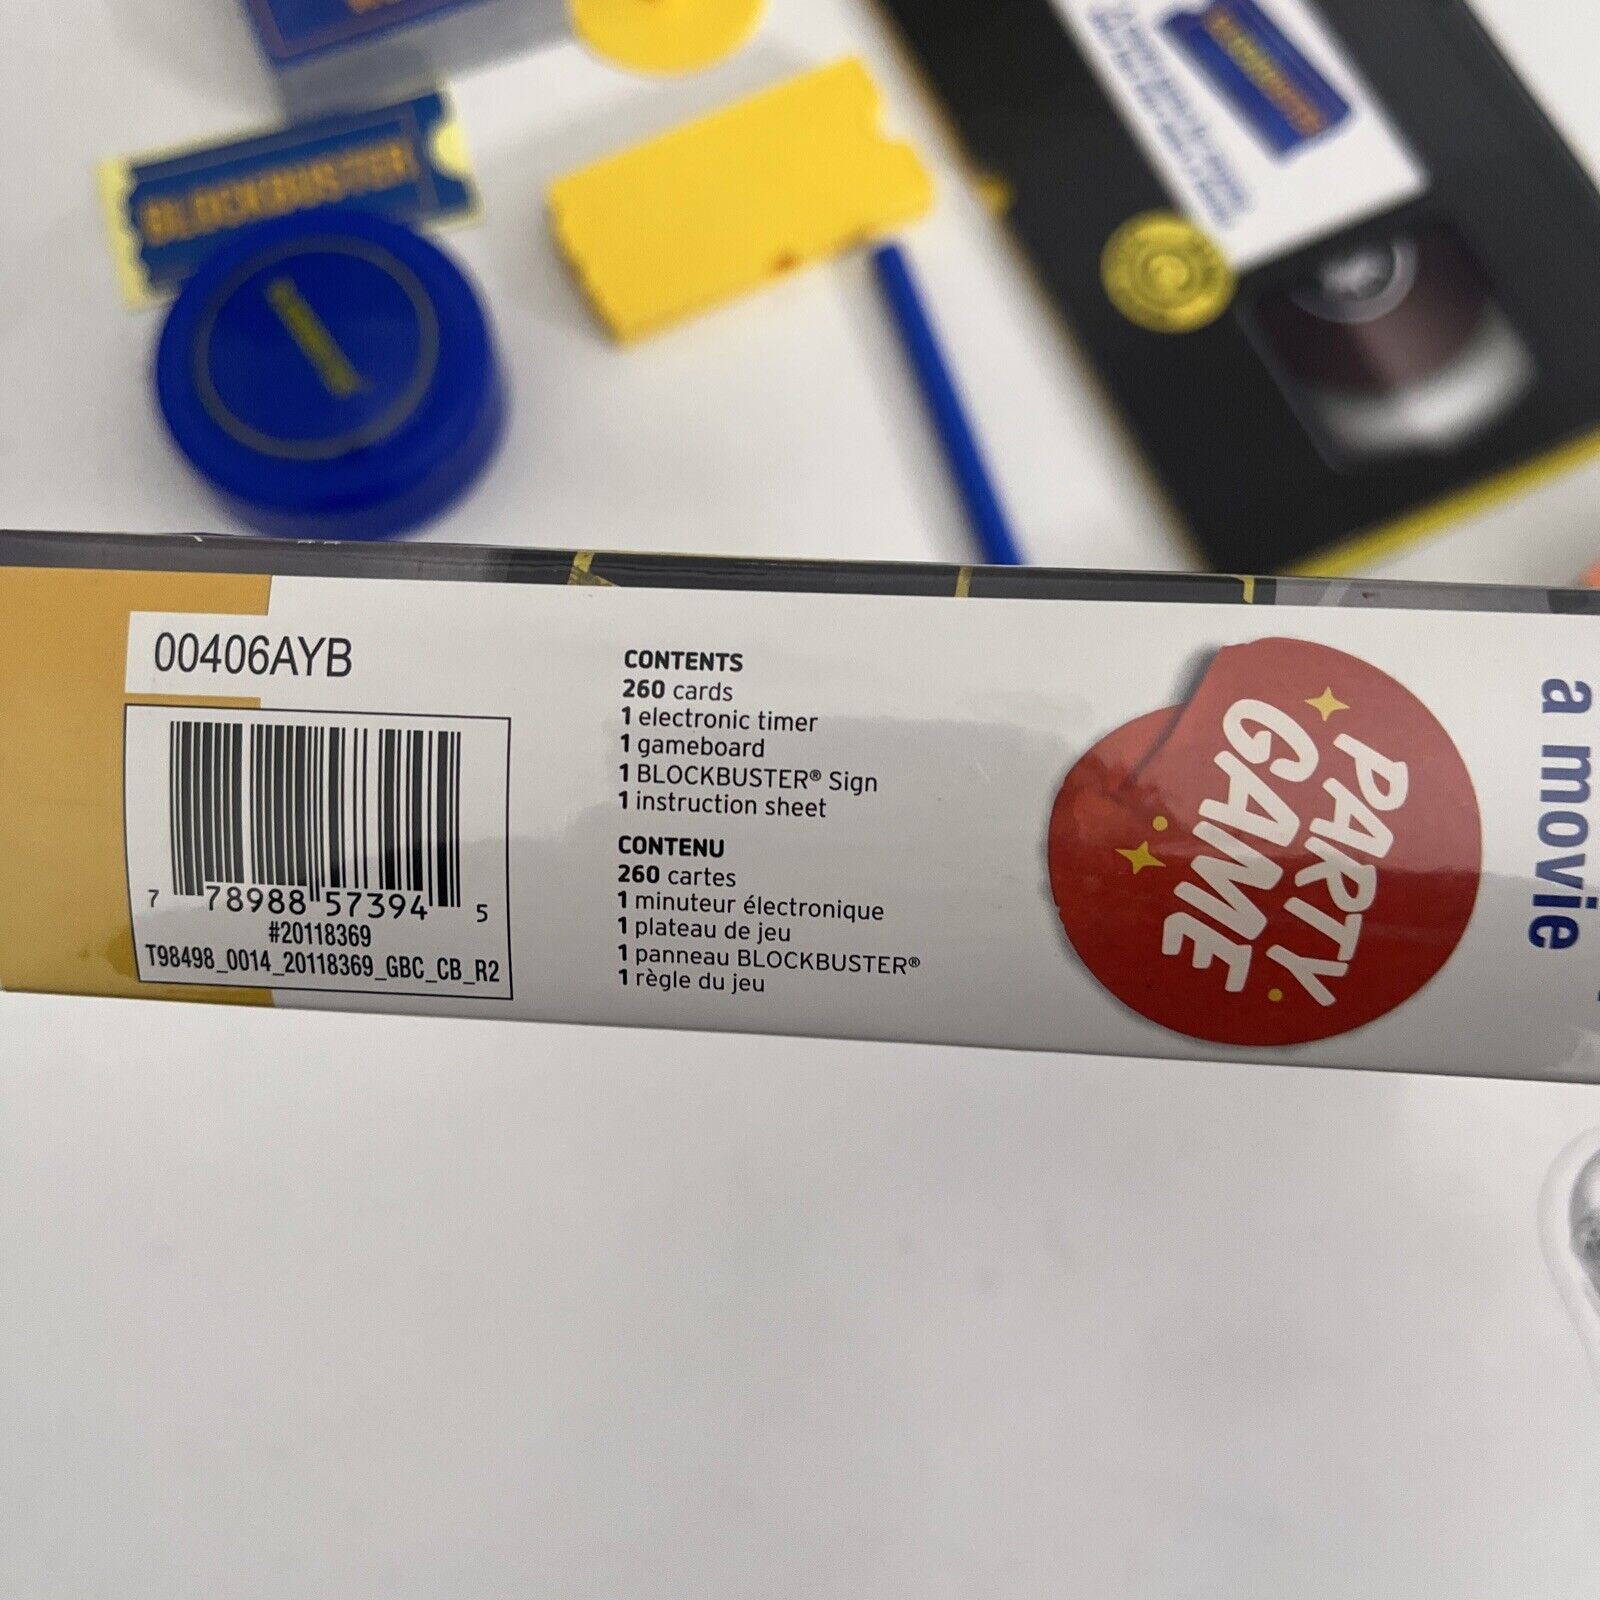 BLOCKBUSTER
BLOCKBUSTER
00406AYB
7 78988 57394 5
#20118369
T98498_0014_20118369_GBC_CB_R2
CONTENTS
260 cards
1 electronic timer
1 gameboard
1 BLOCKBUSTER® Sign
1 instruction sheet
CONTENU
260 cartes
1 minuteur électronique
1 plateau de jeu
1 panneau BLOCKBUSTER®
1 règle du jeu
PARTY
GAME
a movie